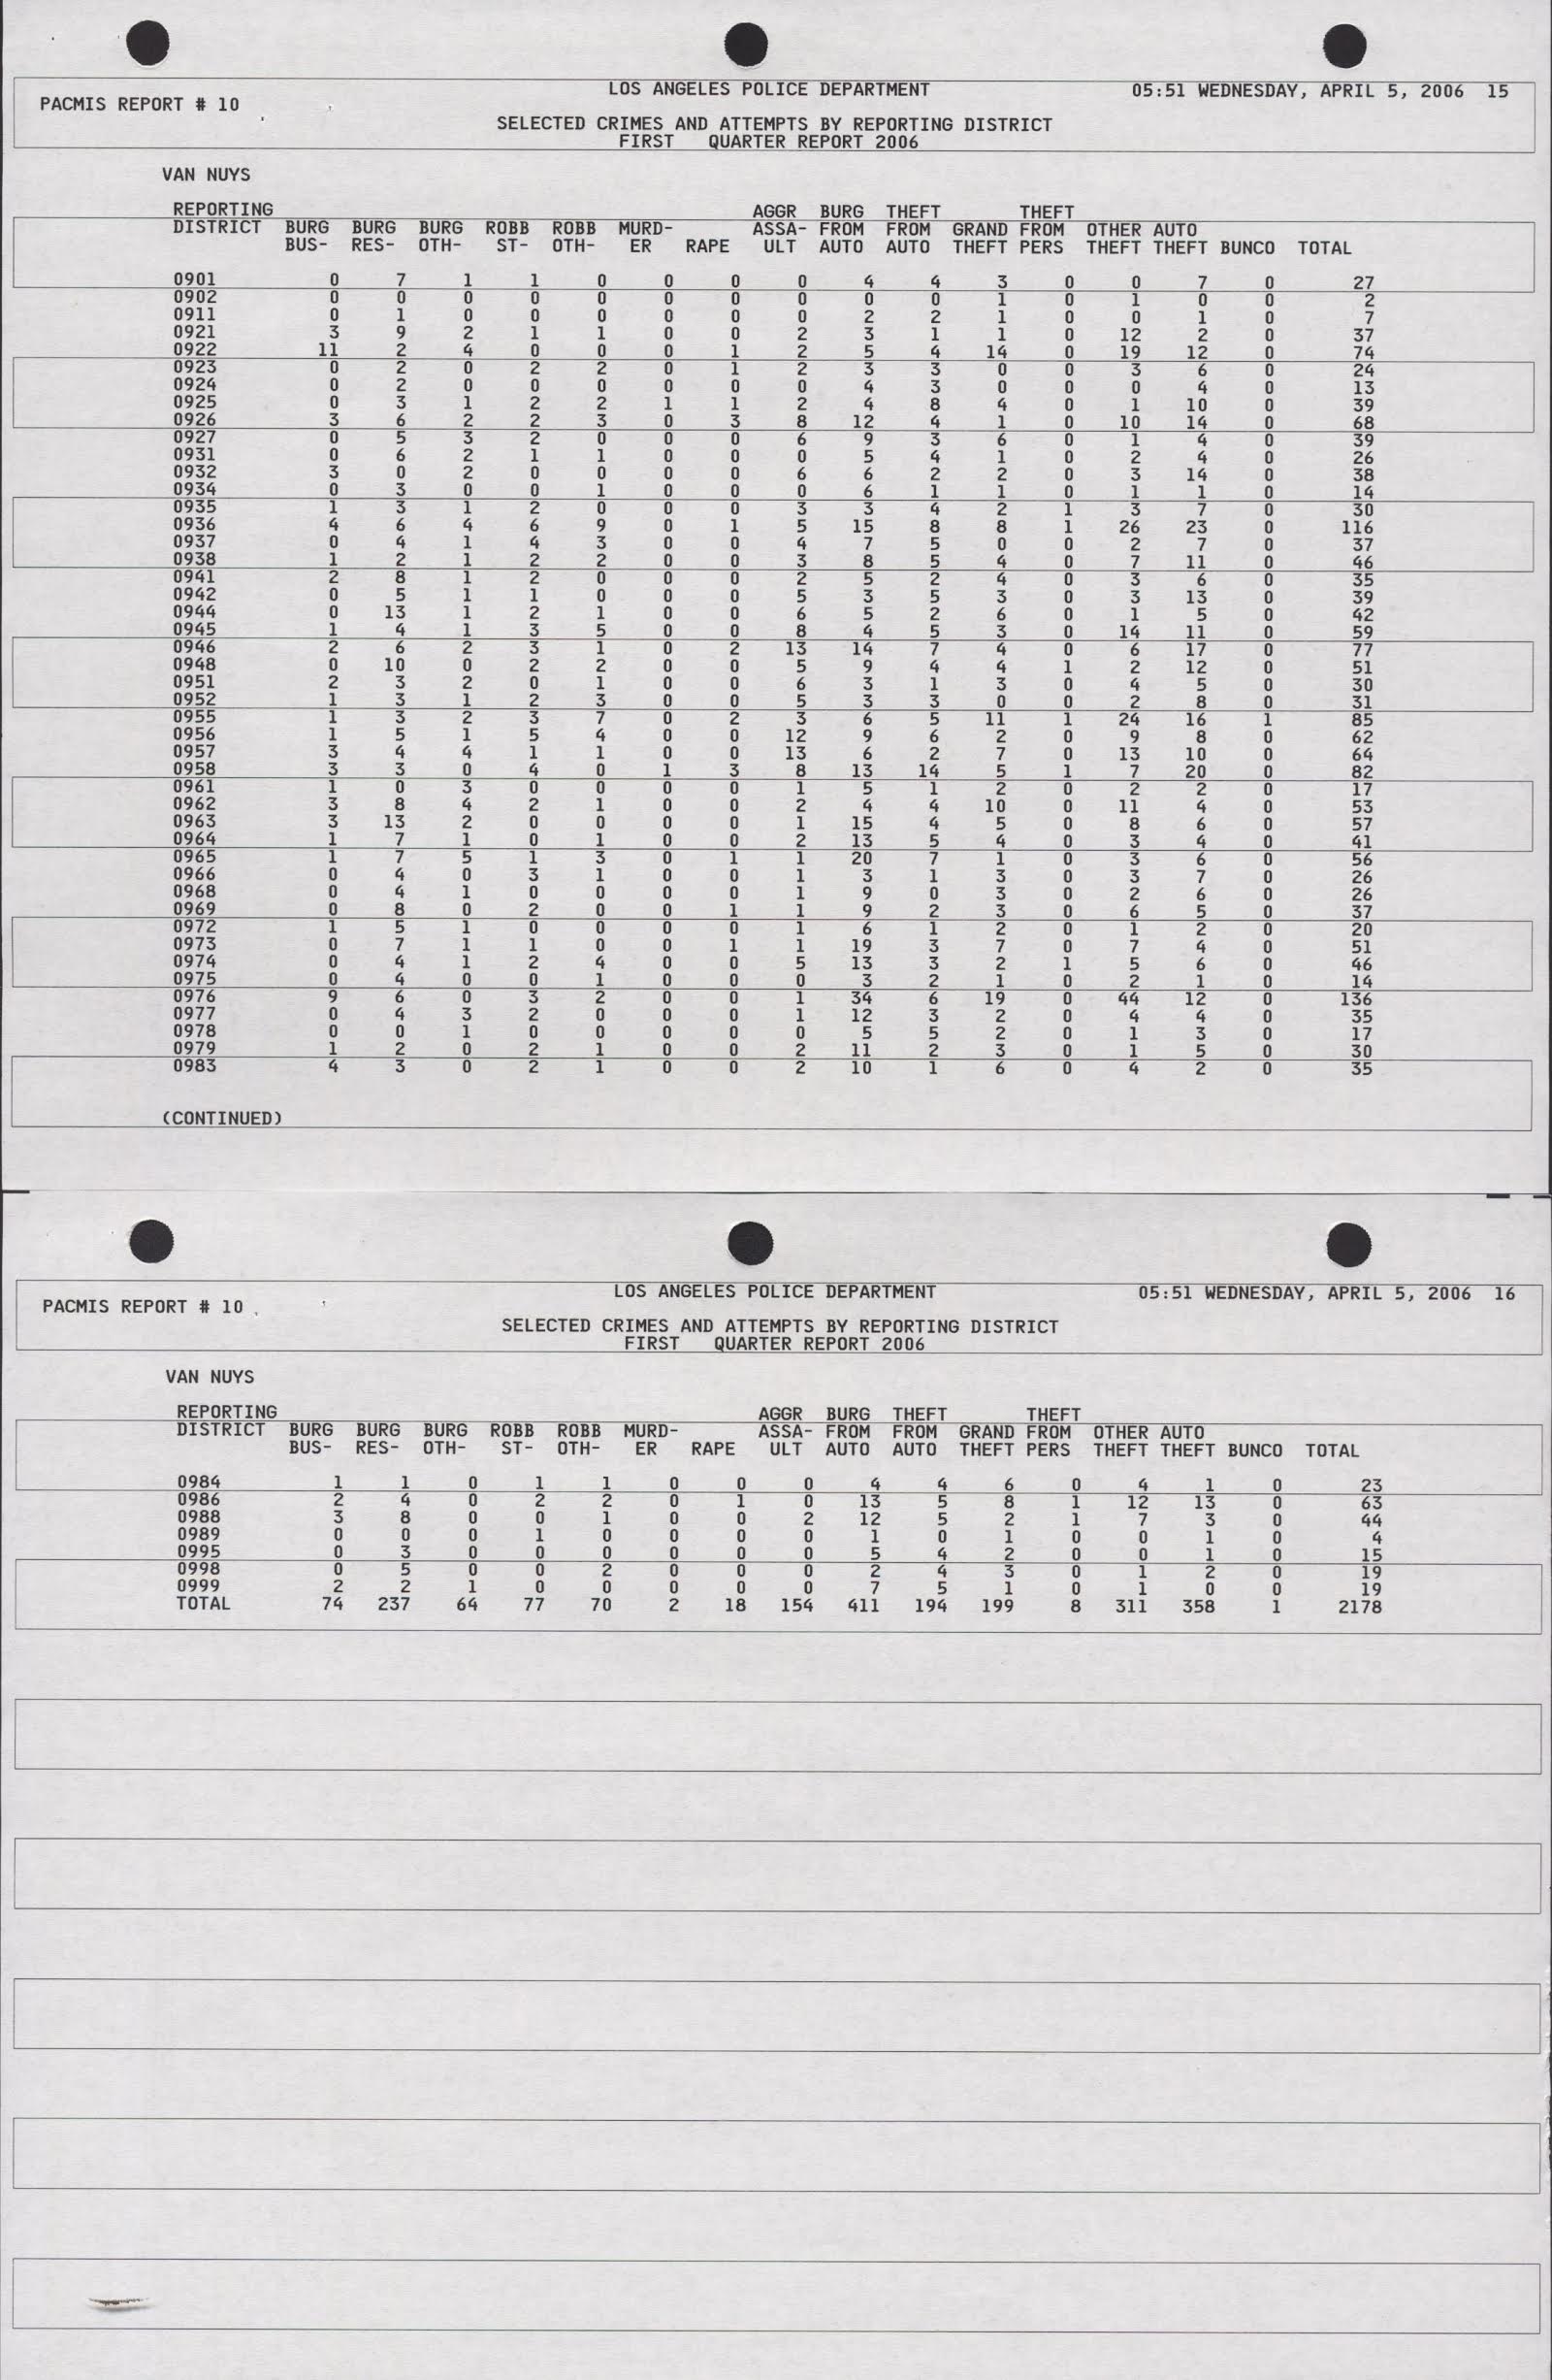 LOS ANGELES POLICE DEPARTMENT 05:51 WEDNESDAY, APRIL 5, 2006 15
PACMIS REPORT # 10
SELECTED CRIMES AND ATTEMPTS BY REPORTING DISTRICT
FIRST QUARTER REPORT 2006
VAN NUYS
REPORTING AGGR BURG THEFT THEFT
DISTRICT BURG BURG BURG ROBB ROBB MURD- ASSA- FROM FROM GRAND FROM OTHER AUTO
BUS- RES- OTH- ST- OTH- ER RAPE ULT AUTO AUTO THEFT PERS THEFT THEFT BUNCO TOTAL
0901 0 7 1 1 0 0 0 0 4 4 3 0 0 7 0 27
0902 0 0 0 0 0 0 0 0 0 0 1 0 1 0 0 2
0911 0 1 0 0 0 0 0 0 2 2 1 0 0 1 0 7
0921 3 9 2 1 1 0 0 2 3 1 1 0 12 2 0 37
0922 11 2 4 0 0 0 1 2 5 4 14 0 19 12 0 74
0923 0 2 0 2 2 0 1 2 3 3 0 0 3 6 0 24
0924 0 2 0 0 0 0 0 0 4 3 0 0 0 4 0 13
0925 0 3 1 2 2 1 1 2 4 8 4 0 1 10 0 39
0926 3 6 2 2 3 0 3 8 12 4 1 0 10 14 0 68
0927 0 5 3 2 0 0 0 6 9 3 6 0 1 4 0 39
0931 0 6 2 1 1 0 0 0 5 4 1 0 2 4 0 26
0932 3 0 2 0 0 0 0 6 6 2 2 0 3 14 0 38
0934 0 3 0 0 1 0 0 0 6 1 1 0 1 1 0 14
0935 1 3 1 2 0 0 0 3 3 4 2 1 3 7 0 30
0936 4 6 4 6 9 0 1 5 15 8 8 1 26 23 0 116
0937 0 4 1 4 3 0 0 4 7 5 0 0 2 7 0 37
0938 1 2 1 2 2 0 0 3 8 5 4 0 7 11 0 46
0941 2 8 1 2 0 0 0 2 5 2 4 0 3 6 0 35
0942 0 5 1 1 0 0 0 5 3 5 3 0 3 13 0 39
0944 0 13 1 2 1 0 0 6 5 2 6 0 1 5 0 42
0945 1 4 1 3 5 0 0 8 4 5 3 0 14 11 0 59
0946 2 6 2 3 1 0 2 13 14 7 4 0 6 17 0 77
0948 0 10 0 2 2 0 0 5 9 4 4 1 2 12 0 51
0951 2 3 2 0 1 0 0 6 3 1 3 0 4 5 0 30
0952 1 3 1 2 3 0 0 5 3 3 0 0 2 8 0 31
0955 1 3 2 3 7 0 2 3 6 5 11 1 24 16 1 85
0956 1 5 1 5 4 0 0 12 9 6 2 0 9 8 0 62
0957 3 4 4 1 1 0 0 13 6 2 7 0 13 10 0 64
0958 3 3 0 4 0 1 3 8 13 14 5 1 7 20 0 82
0961 1 0 3 0 0 0 0 1 5 1 2 0 2 2 0 17
0962 3 8 4 2 1 0 0 2 4 4 10 0 11 4 0 53
0963 3 13 2 0 0 0 0 1 15 4 5 0 8 6 0 57
0964 1 7 1 0 1 0 0 2 13 5 4 0 3 4 0 41
0965 1 7 5 1 3 0 1 1 20 7 1 0 3 6 0 56
0966 0 4 0 3 1 0 0 1 3 1 3 0 3 7 0 26
0968 0 4 1 0 0 0 0 1 9 0 3 0 2 6 0 26
0969 0 8 0 2 0 0 1 1 9 2 3 0 6 5 0 37
0972 1 5 1 0 0 0 0 1 6 1 2 0 1 2 0 20
0973 0 7 1 1 0 0 1 1 19 3 7 0 7 4 0 51
0974 0 4 1 2 4 0 0 5 13 3 2 1 5 6 0 46
0975 0 4 0 0 1 0 0 0 3 2 1 0 2 1 0 14
0976 9 6 0 3 2 0 0 1 34 6 19 0 44 12 0 136
0977 0 4 3 2 0 0 0 1 12 3 2 0 4 4 0 35
0978 0 0 1 0 0 0 0 0 5 5 2 0 1 3 0 17
0979 1 2 0 2 1 0 0 2 11 2 3 0 1 5 0 30
0983 4 3 0 2 1 0 0 2 10 1 6 0 4 2 0 35
(CONTINUED)
LOS ANGELES POLICE DEPARTMENT 05:51 WEDNESDAY, APRIL 5, 2006 16
PACMIS REPORT # 10
SELECTED CRIMES AND ATTEMPTS BY REPORTING DISTRICT
FIRST QUARTER REPORT 2006
VAN NUYS
REPORTING AGGR BURG THEFT THEFT
DISTRICT BURG BURG BURG ROBB ROBB MURD- ASSA- FROM FROM GRAND FROM OTHER AUTO
BUS- RES- OTH- ST- OTH- ER RAPE ULT AUTO AUTO THEFT PERS THEFT THEFT BUNCO TOTAL
0984 1 1 0 1 1 0 0 0 4 4 6 0 4 1 0 23
0986 2 4 0 2 2 0 1 0 13 5 8 1 12 13 0 63
0988 3 8 0 0 1 0 0 2 12 5 2 1 7 3 0 44
0989 0 0 0 1 0 0 0 0 1 0 1 0 0 1 0 4
0995 0 3 0 0 0 0 0 0 5 4 2 0 0 1 0 15
0998 0 5 0 0 2 0 0 0 2 4 3 0 1 2 0 19
0999 2 2 1 0 0 0 0 0 7 5 1 0 1 0 0 19
TOTAL 74 237 64 77 70 2 18 154 411 194 199 8 311 358 1 2178